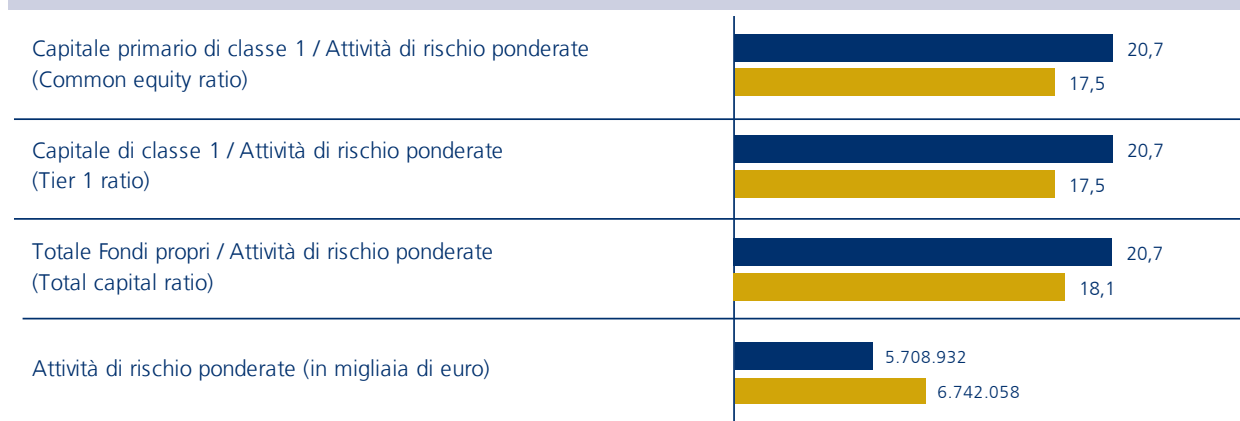 Capitale primario di classe 1 / Attività di rischio ponderate
(Common equity ratio)
20,7
17,5
Capitale di classe 1 / Attività di rischio ponderate
(Tier 1 ratio)
20,7
17,5
Totale Fondi propri / Attività di rischio ponderate
(Total capital ratio)
20,7
18,1
Attività di rischio ponderate (in migliaia di euro)
5.708.932
6.742.058